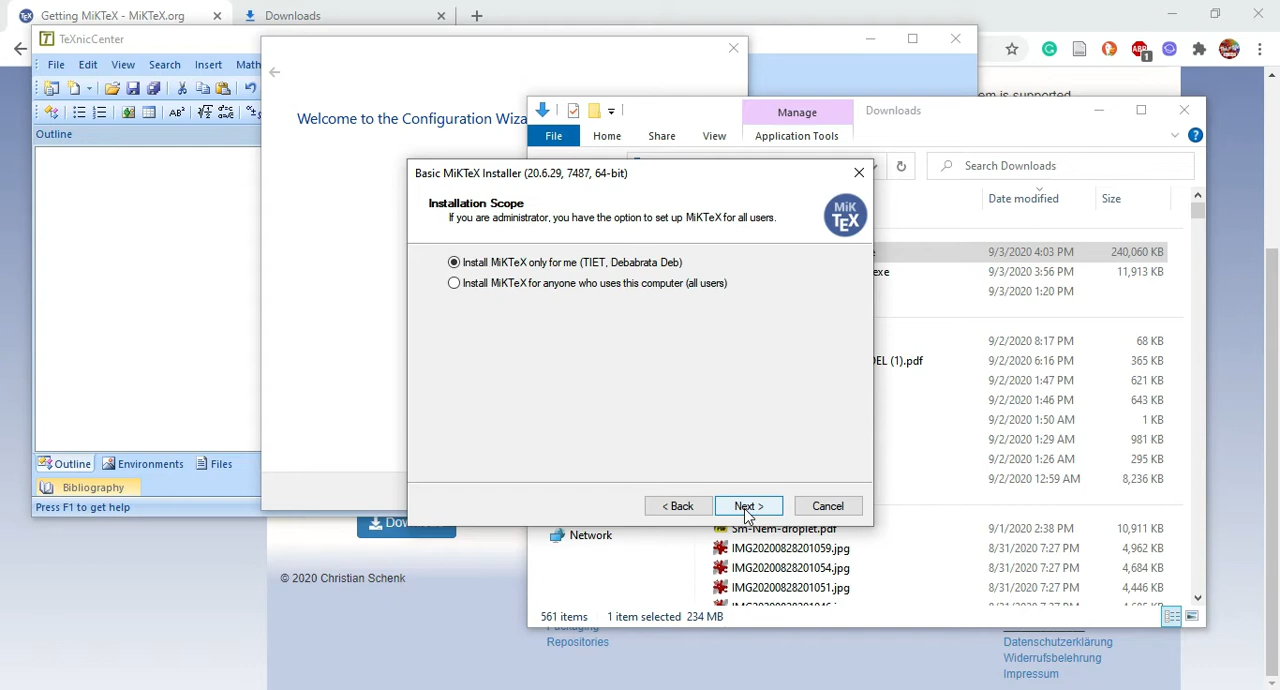 Getting MiKTeX - MiKTeX.org
Downloads
TeXnicCenter
File Edit View Search Insert Math
Outline
Welcome to the Configuration Wiza
Manage
Downloads
File Home Share View Application Tools
Search Downloads
Date modified Size
Basic MiKTeX Installer (20.6.29, 7487, 64-bit)
Installation Scope
If you are administrator, you have the option to set up MiKTeX for all users.
MiK
TEX
Install MiKTeX only for me (TIET, Debabrata Deb)
Install MiKTeX for anyone who uses this computer (all users)
< Back Next > Cancel
9/3/2020 4:03 PM 240,060 KB
exe 9/3/2020 3:56 PM 11,913 KB
9/3/2020 1:20 PM
9/2/2020 8:17 PM 68 KB
DEL (1).pdf 9/2/2020 6:16 PM 365 KB
9/2/2020 1:47 PM 621 KB
9/2/2020 1:46 PM 643 KB
9/2/2020 1:50 AM 1 KB
9/2/2020 1:29 AM 981 KB
9/2/2020 1:26 AM 295 KB
9/2/2020 12:59 AM 8,236 KB
Sm-Nem-droplet.pdf 9/1/2020 2:38 PM 10,911 KB
Network
IMG20200828201059.jpg 8/31/2020 7:27 PM 4,962 KB
IMG20200828201054.jpg 8/31/2020 7:27 PM 4,684 KB
IMG20200828201051.jpg 8/31/2020 7:27 PM 4,446 KB
561 items 1 item selected 234 MB
Outline Environments Files
Bibliography
Press F1 to get help
© 2020 Christian Schenk
Repositories
Datenschutzerklärung
Widerrufsbelehrung
Impressum